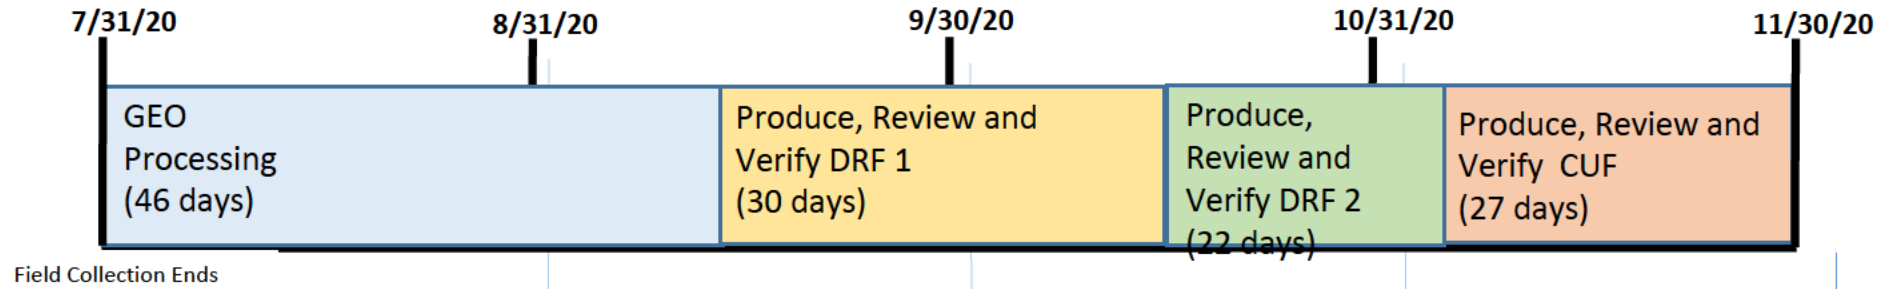 7/31/20
8/31/20
9/30/20
10/31/20
11/30/20
GEO
Processing
(46 days)
Produce, Review and
Verify DRF 1
(30 days)
Produce,
Review and
Verify DRF 2
(22 days)
Produce, Review and
Verify  CUF
(27 days)
Field Collection Ends